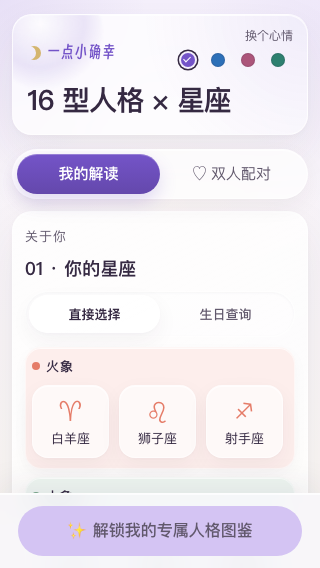 换个心情
一点小确幸
16 型人格 × 星座
我的解读
♡ 双人配对
关于你
01 · 你的星座
直接选择
生日查询
火象
白羊座
狮子座
射手座
✨ 解锁我的专属人格图鉴